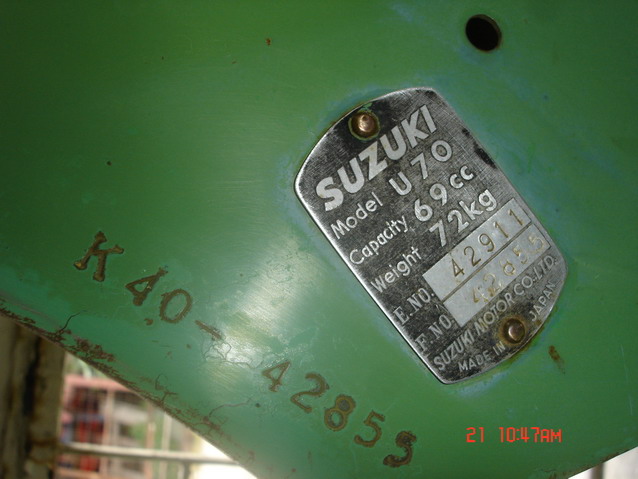 SUZUKI
Model U70
Capacity 69cc
Weight 72kg
E.NO. 42911
F.NO. 42855
SUZUKI MOTOR CO.,LTD.
MADE IN JAPAN
K40-42855
21 10:47AM